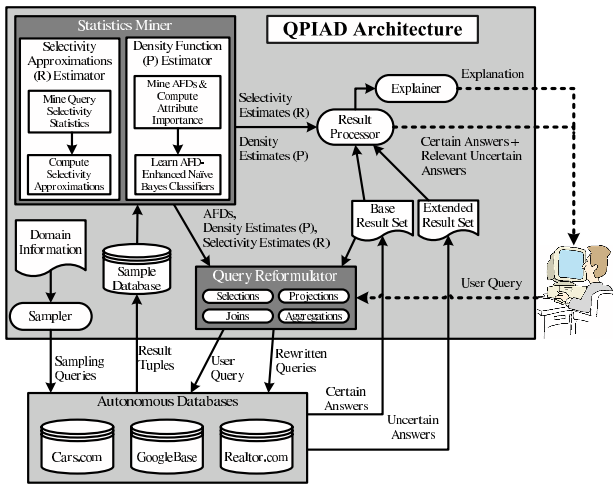 QPIAD Architecture
Statistics Miner
Selectivity
Approximations
(R) Estimator
Mine Query
Selectivity
Statistics
Compute
Selectivity
Approximations
Density Function
(P) Estimator
Mine AFDs &
Compute
Attribute
Importance
Learn AFD-
Enhanced Naïve
Bayes Classifiers
Selectivity
Estimates (R)
Density
Estimates (P)
Explainer
Result
Processor
Explanation
Certain Answers +
Relevant Uncertain
Answers
Domain
Information
Sampler
Sample
Database
AFDs,
Density Estimates (P),
Selectivity Estimates (R)
Base
Result Set
Extended
Result Set
Query Reformulator
Selections
Projections
Joins
Aggregations
User Query
Sampling
Queries
Result
Tuples
User
Query
Rewritten
Queries
Certain
Answers
Uncertain
Answers
Autonomous Databases
Cars.com
GoogleBase
Realtor.com